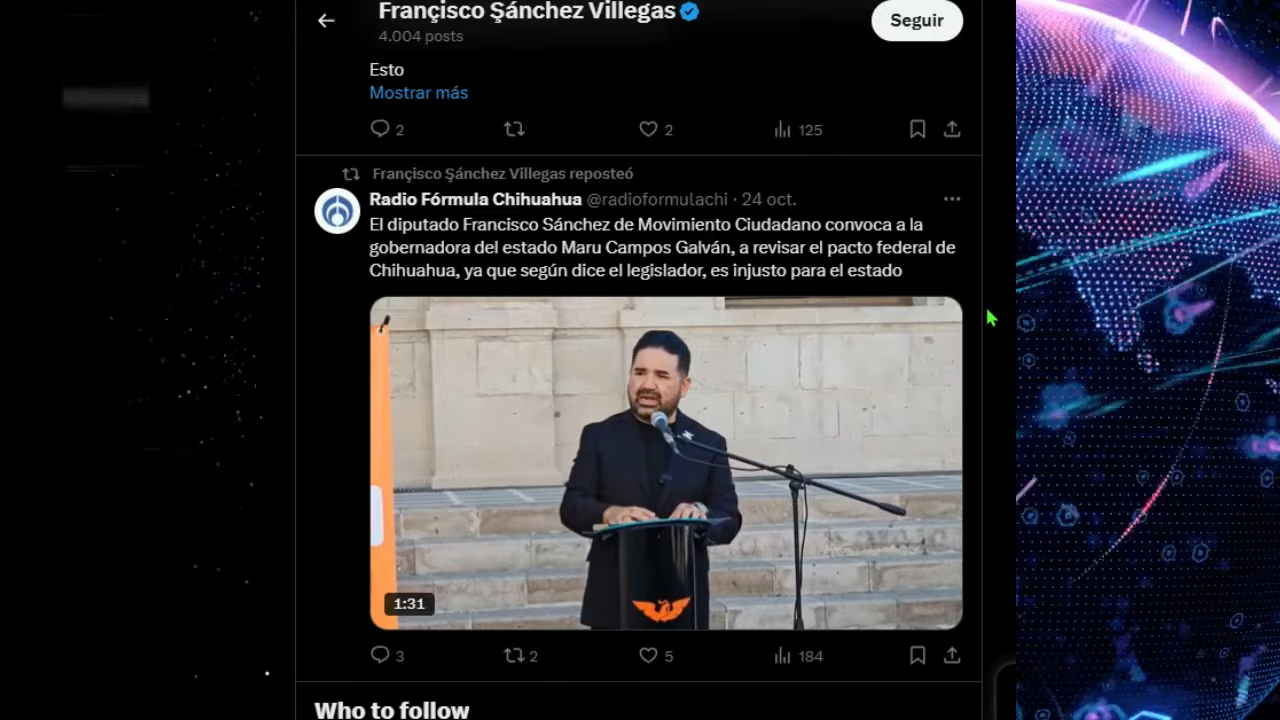 Françisco Şánchez Villegas
4.004 posts
Seguir
Esto
Mostrar más
2
2
125
Françisco Şánchez Villegas reposteó
Radio Fórmula Chihuahua @radioformulachi · 24 oct.
El diputado Francisco Sánchez de Movimiento Ciudadano convoca a la
gobernadora del estado Maru Campos Galván, a revisar el pacto federal de
Chihuahua, ya que según dice el legislador, es injusto para el estado
1:31
3
2
5
184
Who to follow